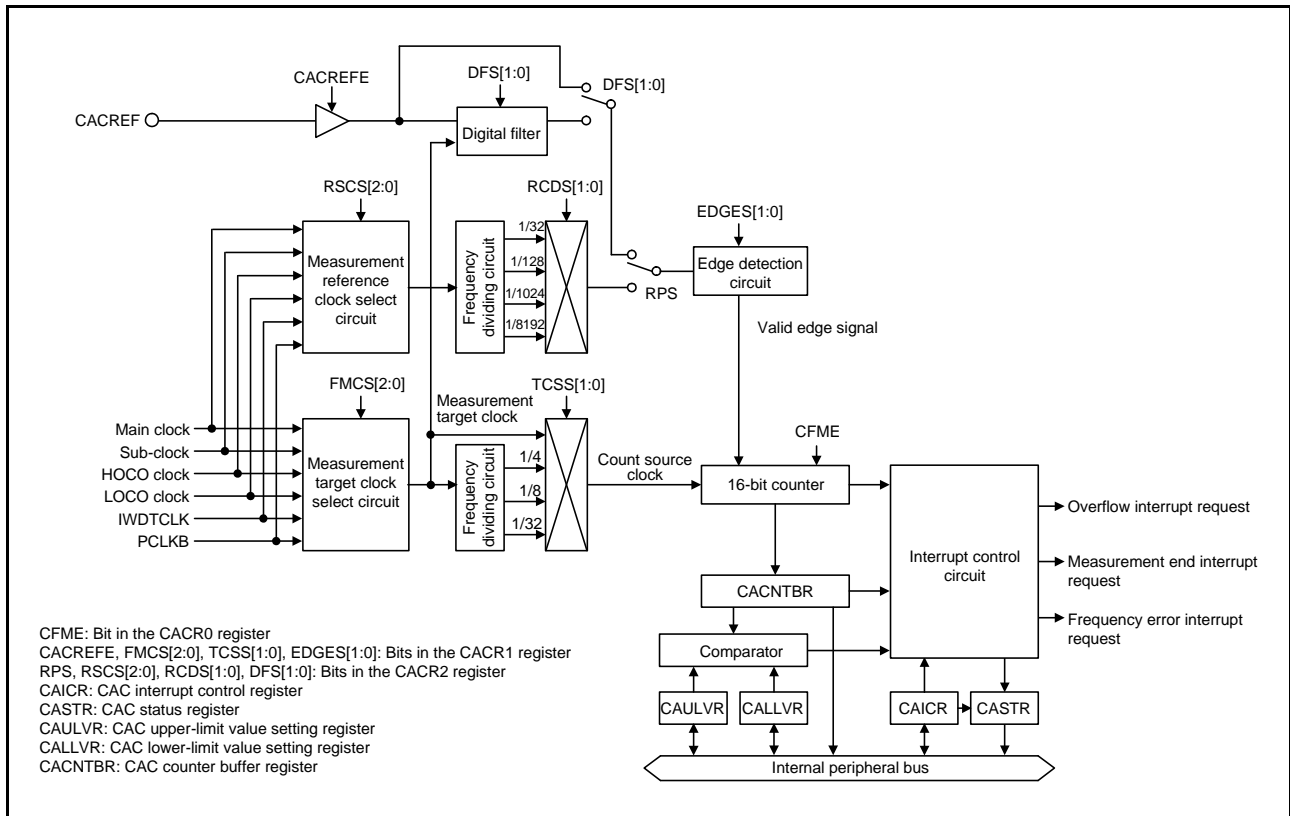 CACREFE
DFS[1:0]
DFS[1:0]
CACREF
Digital filter
RSCS[2:0]
RCDS[1:0]
EDGES[1:0]
Measurement
reference
clock select
circuit
Frequency
dividing circuit
1/32
1/128
1/1024
1/8192
RPS
Edge detection
circuit
Valid edge signal
FMCS[2:0]
Measurement
target clock
TCSS[1:0]
CFME
Main clock
Sub-clock
HOCO clock
LOCO clock
IWDTCLK
PCLKB
Measurement
target clock
select circuit
Frequency
dividing circuit
1/4
1/8
1/32
Count source
clock
16-bit counter
Interrupt control
circuit
Overflow interrupt request
Measurement end interrupt
request
Frequency error interrupt
request
CACNTBR
Comparator
CAULVR
CALLVR
CAICR
CASTR
Internal peripheral bus
CFME: Bit in the CACR0 register
CACREFE, FMCS[2:0], TCSS[1:0], EDGES[1:0]: Bits in the CACR1 register
RPS, RSCS[2:0], RCDS[1:0], DFS[1:0]: Bits in the CACR2 register
CAICR: CAC interrupt control register
CASTR: CAC status register
CAULVR: CAC upper-limit value setting register
CALLVR: CAC lower-limit value setting register
CACNTBR: CAC counter buffer register